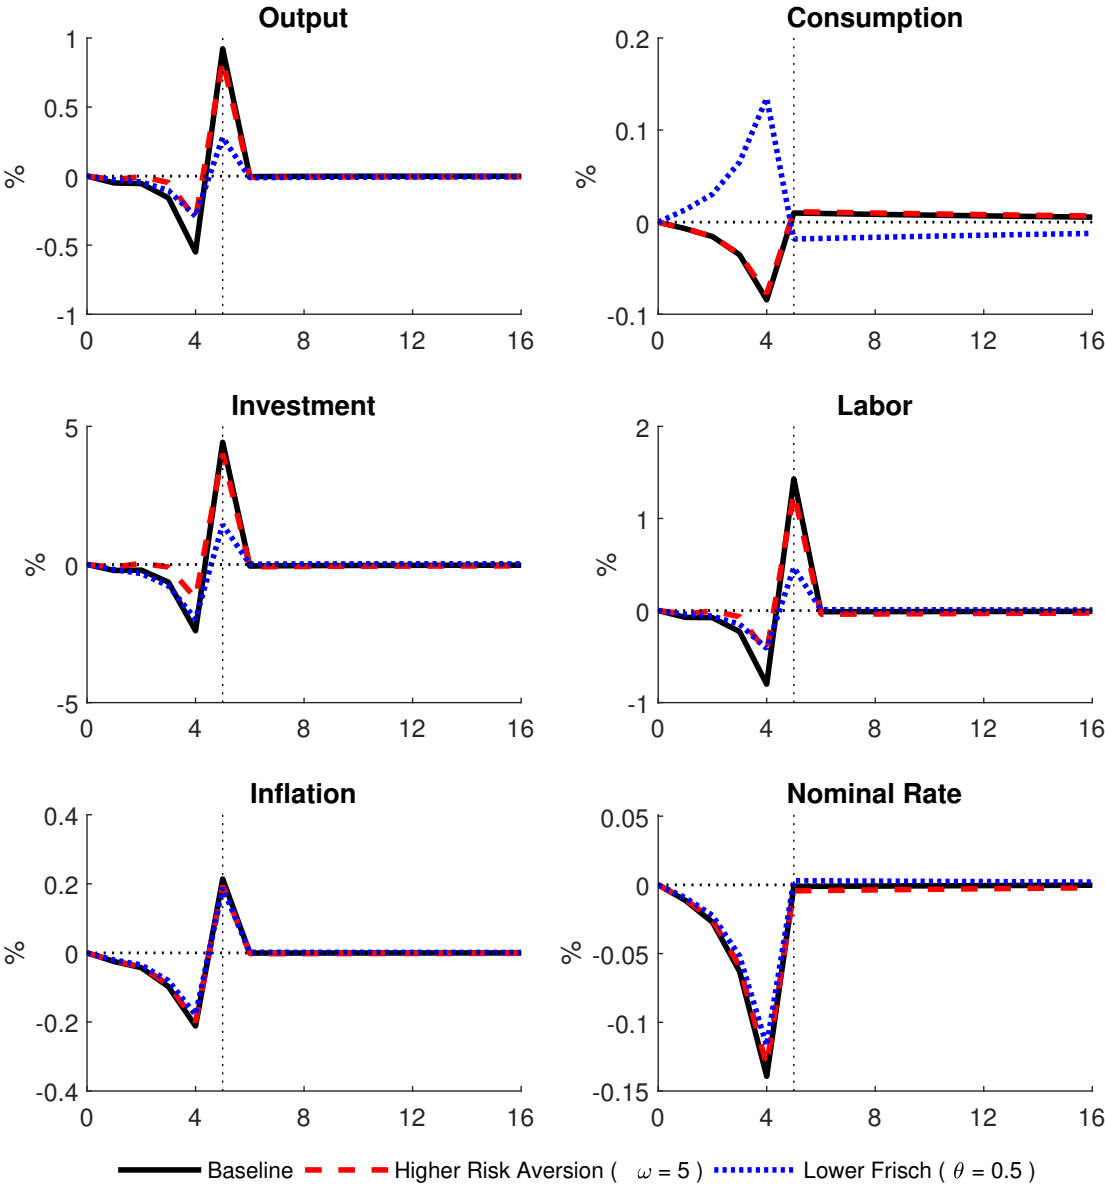 Output
%
1
0.5
0
-0.5
-1
0 4 8 12 16
Consumption
%
0.2
0.1
0
-0.1
0 4 8 12 16
Investment
%
5
0
-5
0 4 8 12 16
Labor
%
2
1
0
-1
0 4 8 12 16
Inflation
%
0.4
0.2
0
-0.2
-0.4
0 4 8 12 16
Nominal Rate
%
0.05
0
-0.05
-0.1
-0.15
0 4 8 12 16
Baseline Higher Risk Aversion ( ω = 5 ) Lower Frisch ( θ = 0.5 )